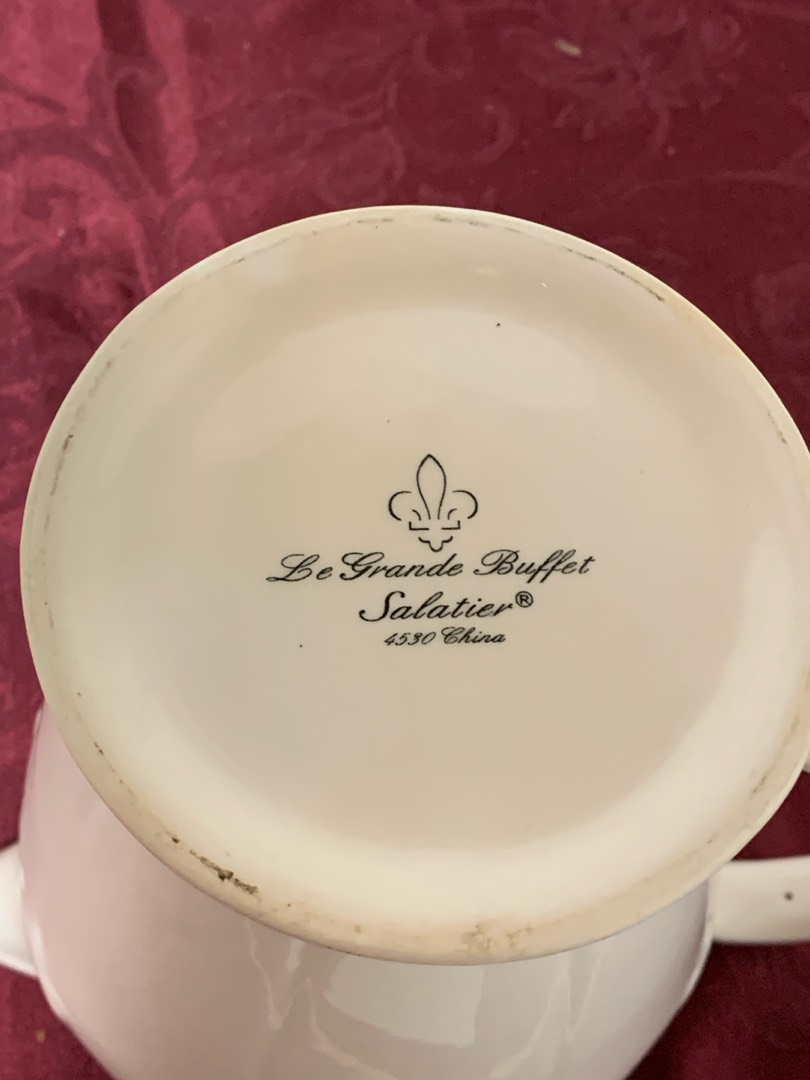 Le Grande Buffet
Salatier®
4530 China